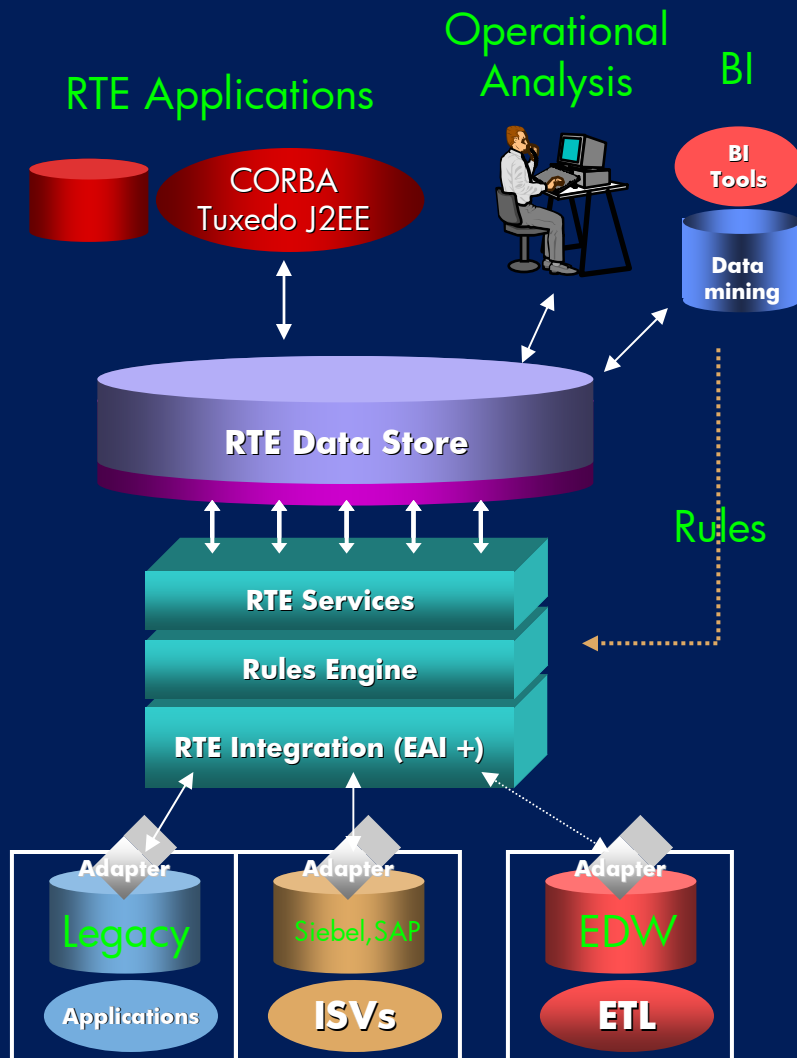 RTE Applications
Operational
Analysis
BI
CORBA
Tuxedo J2EE
BI
Tools
Data
mining
RTE Data Store
Rules
RTE Services
Rules Engine
RTE Integration (EAI +)
Adapter
Adapter
Adapter
Legacy
Siebel,SAP
EDW
Applications
ISVs
ETL